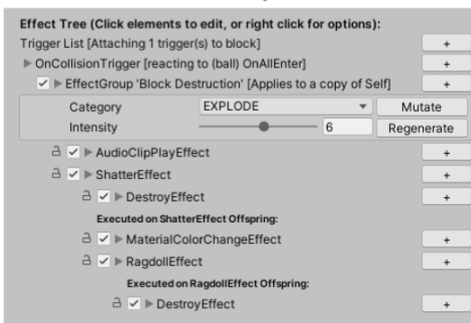 Effect Tree (Click elements to edit, or right click for options):
Trigger List [Attaching 1 trigger(s) to block] +
OnCollisionTrigger [reacting to (ball) OnAllEnter] +
EffectGroup 'Block Destruction' [Applies to a copy of Self] +
Category EXPLODE Mutate
Intensity 6 Regenerate
AudioClipPlayEffect +
ShatterEffect +
DestroyEffect +
Executed on ShatterEffect Offspring:
MaterialColorChangeEffect +
RagdollEffect +
Executed on RagdollEffect Offspring:
DestroyEffect +